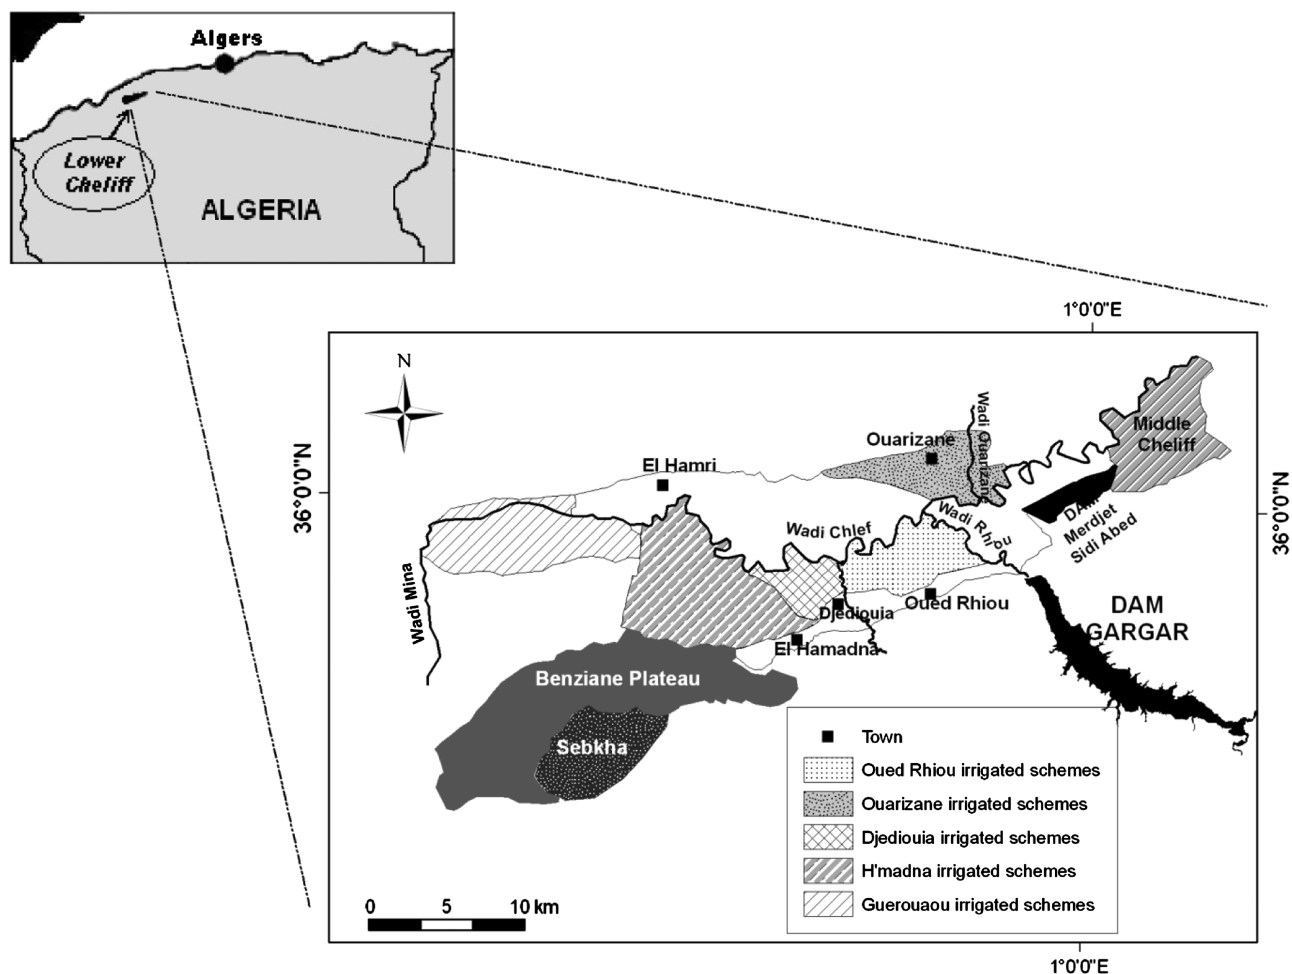 Algers
Lower
Cheliff
ALGERIA
1°0'0"E
N
36°0'0"N
36°0'0"N
Middle
Cheliff
Wadi Ouarizane
Ouarizane
El Hamri
Wadi Rhiou
DAM
Merdjet
Sidi Abed
Wadi Chlef
Wadi Mina
Djediouia
Oued Rhiou
DAM
GARGAR
El Hamadna
Benziane Plateau
Sebkha
Town
Oued Rhiou irrigated schemes
Ouarizane irrigated schemes
Djediouia irrigated schemes
H'madna irrigated schemes
Guerouaou irrigated schemes
0 5 10 km
1°0'0"E